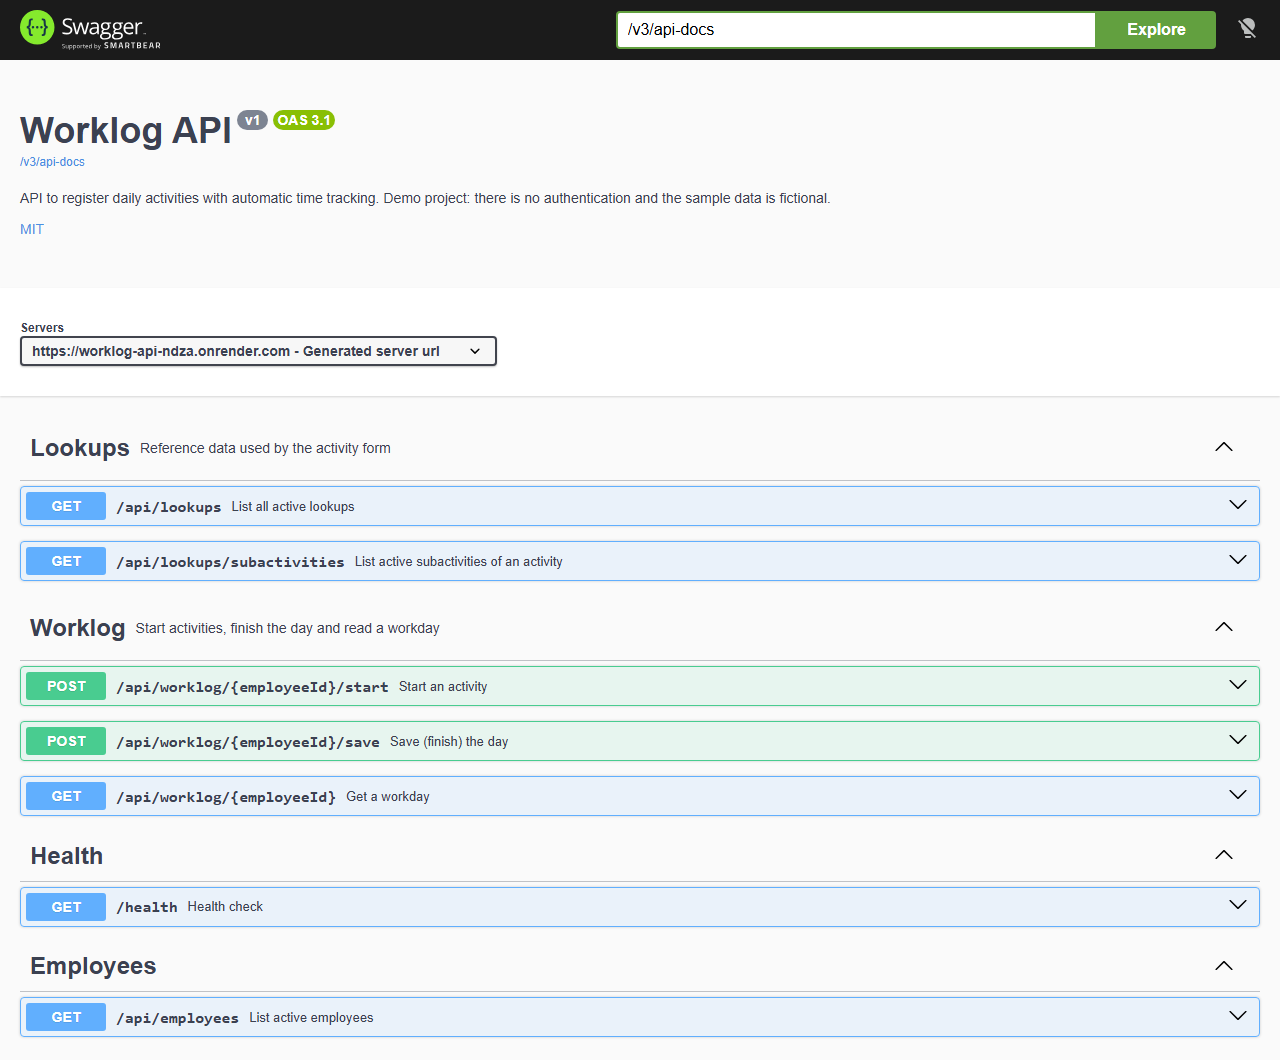 Swagger
Supported by SMARTBEAR
/v3/api-docs
Explore
Worklog API v1 OAS 3.1
/v3/api-docs
API to register daily activities with automatic time tracking. Demo project: there is no authentication and the sample data is fictional.
MIT
Servers
https://worklog-api-ndza.onrender.com - Generated server url
Lookups Reference data used by the activity form
GET /api/lookups List all active lookups
GET /api/lookups/subactivities List active subactivities of an activity
Worklog Start activities, finish the day and read a workday
POST /api/worklog/{employeeId}/start Start an activity
POST /api/worklog/{employeeId}/save Save (finish) the day
GET /api/worklog/{employeeId} Get a workday
Health
GET /health Health check
Employees
GET /api/employees List active employees